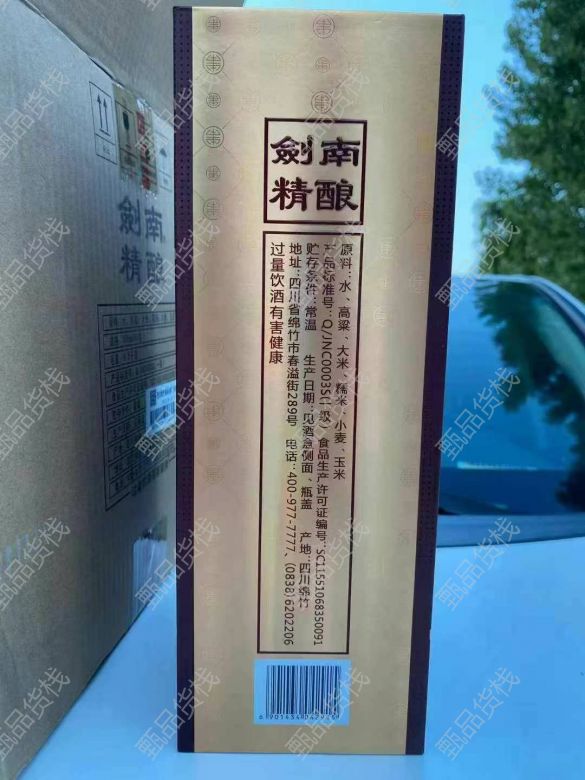 劍南
精酿
原料:水、高粱、大米、糯米、小麦、玉米
产品标准号:Q/JNC0003S(一级) 食品生产许可证编号:SC11551068350091
贮存条件:常温 生产日期:见酒盒侧面、瓶盖 产地:四川绵竹
地址:四川省绵竹市春溢街289号 电话:400-977-7777、(0838)6202206
过量饮酒有害健康
劍南
精酿
甄品货栈